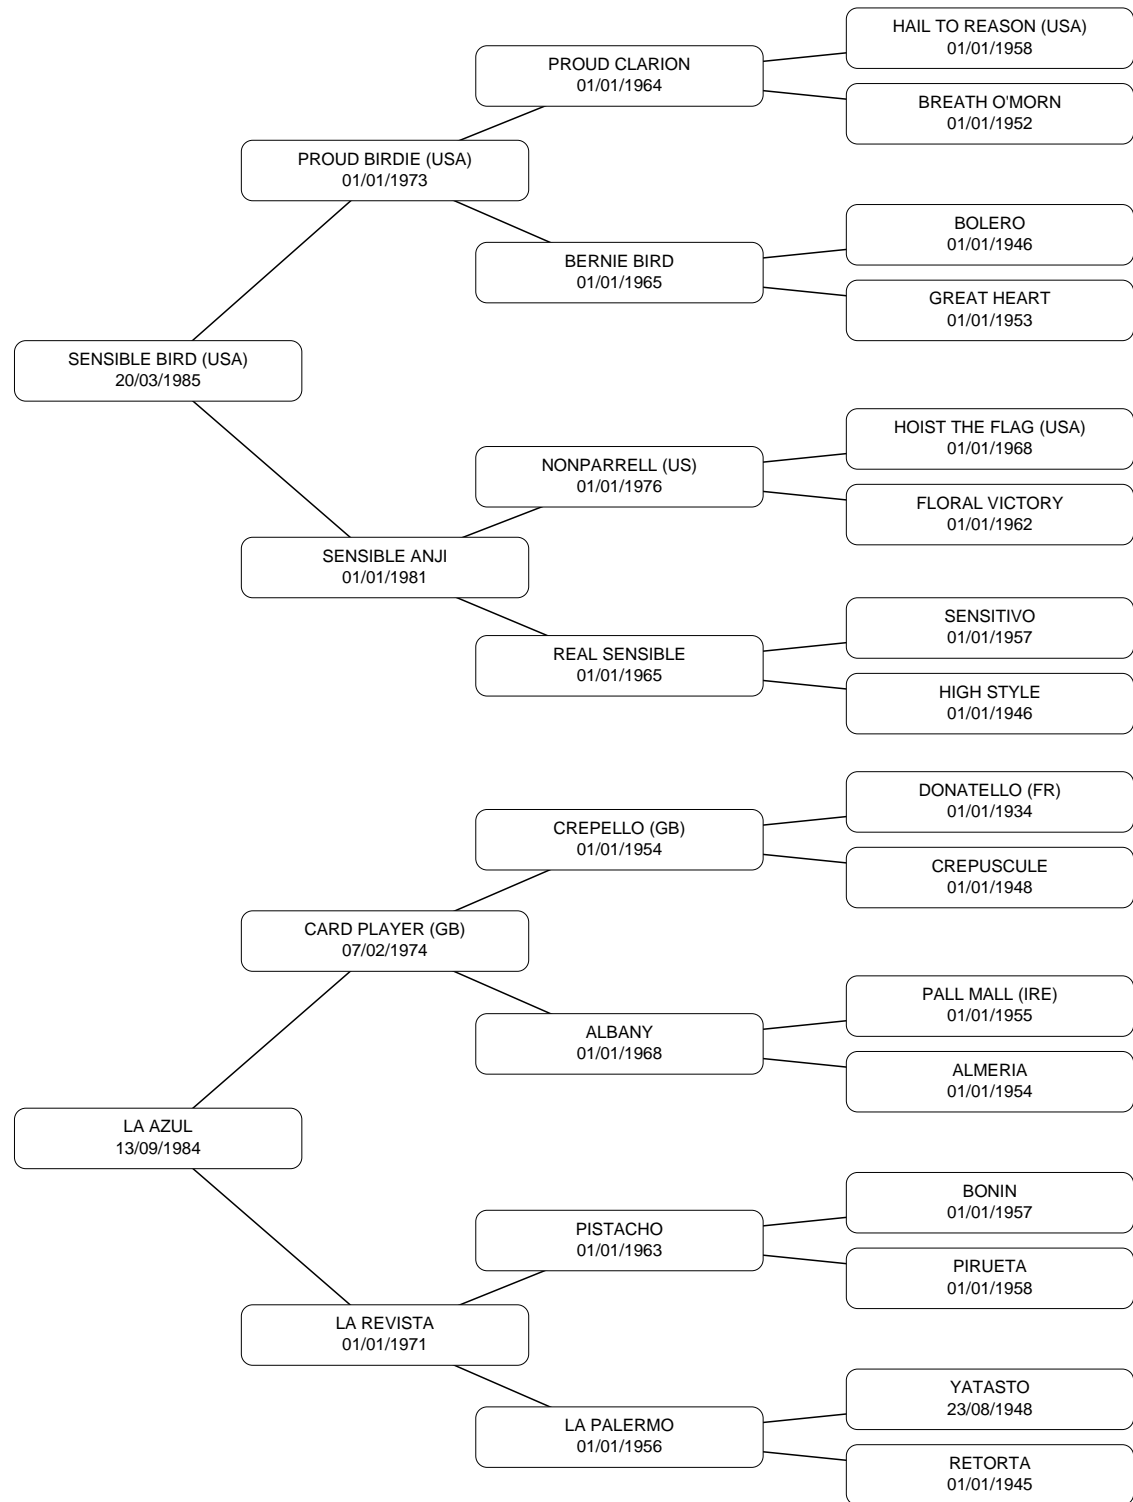 HAIL TO REASON (USA)
01/01/1958
PROUD CLARION
01/01/1964
BREATH O'MORN
01/01/1952
PROUD BIRDIE (USA)
01/01/1973
BOLERO
01/01/1946
BERNIE BIRD
01/01/1965
GREAT HEART
01/01/1953
SENSIBLE BIRD (USA)
20/03/1985
HOIST THE FLAG (USA)
01/01/1968
NONPARRELL (US)
01/01/1976
FLORAL VICTORY
01/01/1962
SENSIBLE ANJI
01/01/1981
SENSITIVO
01/01/1957
REAL SENSIBLE
01/01/1965
HIGH STYLE
01/01/1946
DONATELLO (FR)
01/01/1934
CREPELLO (GB)
01/01/1954
CREPUSCULE
01/01/1948
CARD PLAYER (GB)
07/02/1974
PALL MALL (IRE)
01/01/1955
ALBANY
01/01/1968
ALMERIA
01/01/1954
LA AZUL
13/09/1984
BONIN
01/01/1957
PISTACHO
01/01/1963
PIRUETA
01/01/1958
LA REVISTA
01/01/1971
YATASTO
23/08/1948
LA PALERMO
01/01/1956
RETORTA
01/01/1945